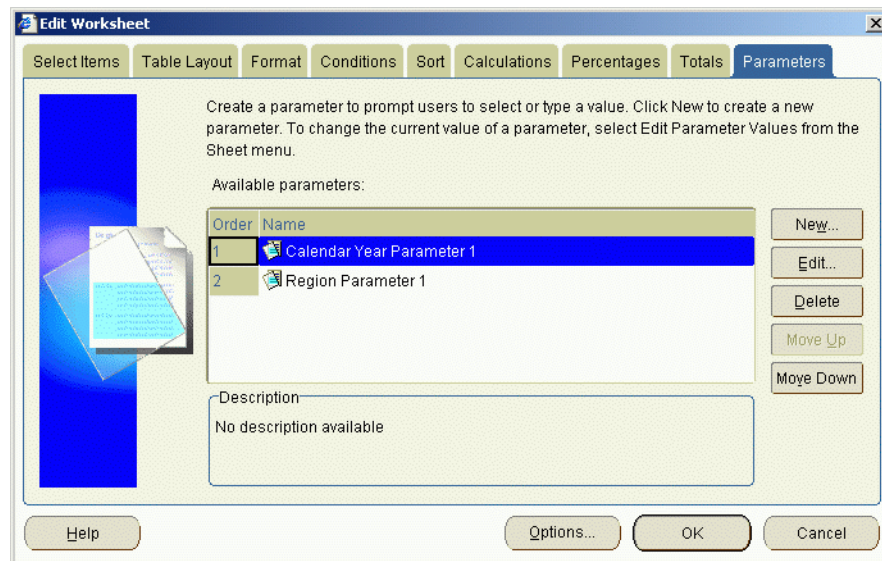 Edit Worksheet
Select Items Table Layout Format Conditions Sort Calculations Percentages Totals Parameters
Create a parameter to prompt users to select or type a value. Click New to create a new
parameter. To change the current value of a parameter, select Edit Parameter Values from the
Sheet menu.
Available parameters:
Order Name
1 Calendar Year Parameter 1
2 Region Parameter 1
New...
Edit...
Delete
Move Up
Move Down
Description
No description available
Help Options... OK Cancel